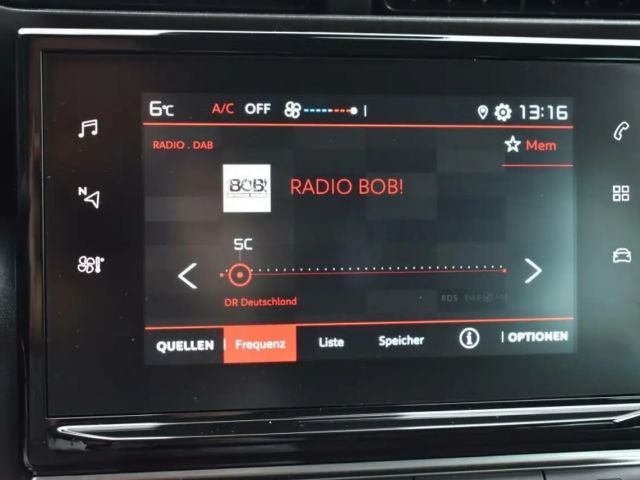 6°C A/C OFF 13:16
RADIO . DAB
Mem
BOB!
RADIO BOB!
N
5C
DR Deutschland
RDS DAB FM
QUELLEN Frequenz Liste Speicher OPTIONEN